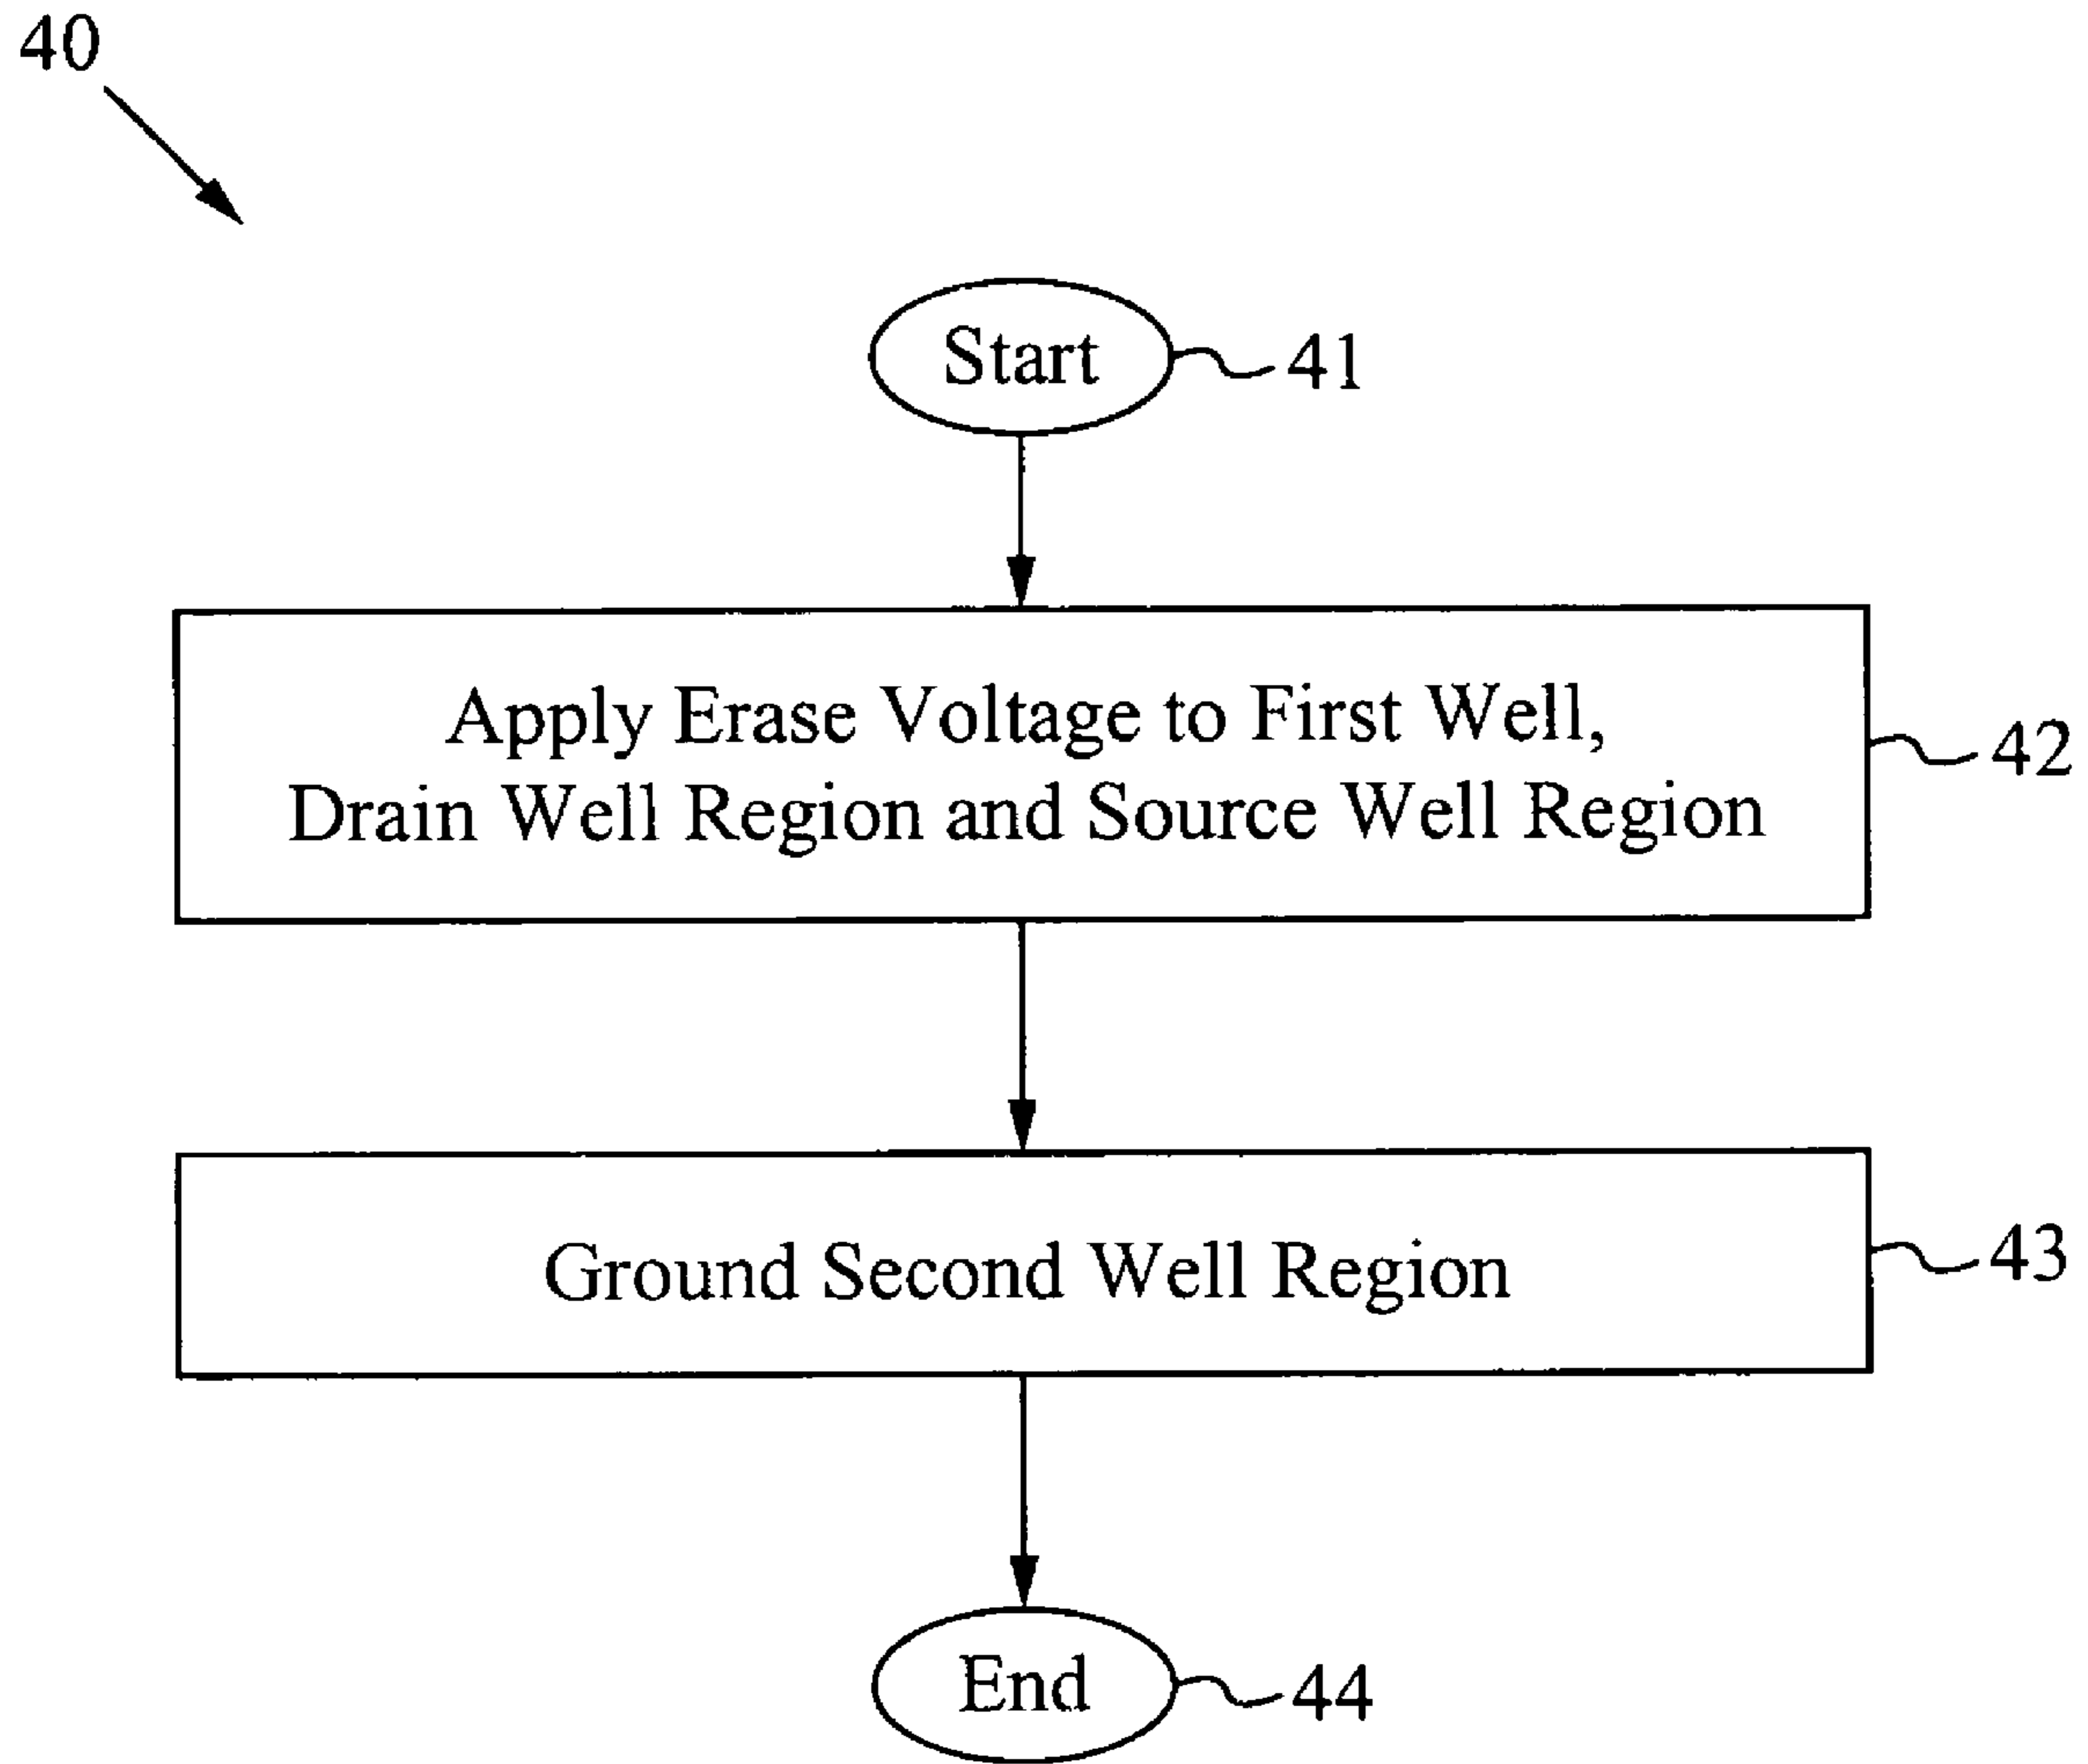 40
Start
41
Apply Erase Voltage to First Well,
Drain Well Region and Source Well Region
42
Ground Second Well Region
43
End
44